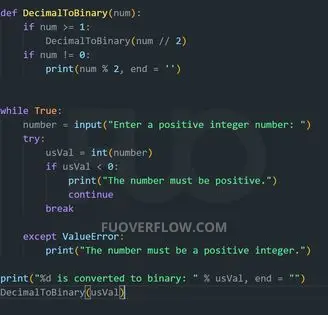 def DecimalToBinary(num):
    if num >= 1:
        DecimalToBinary(num // 2)
    if num != 0:
        print(num % 2, end = '')
while True:
    number = input("Enter a positive integer number: ")
    try:
        usVal = int(number)
        if usVal < 0:
            print("The number must be positive.")
            continue
        break
FUOVERFLOW.COM
    except ValueError:
        print("The number must be a positive integer.")
print("%d is converted to binary: " % usVal, end = "")
DecimalToBinary(usVal)